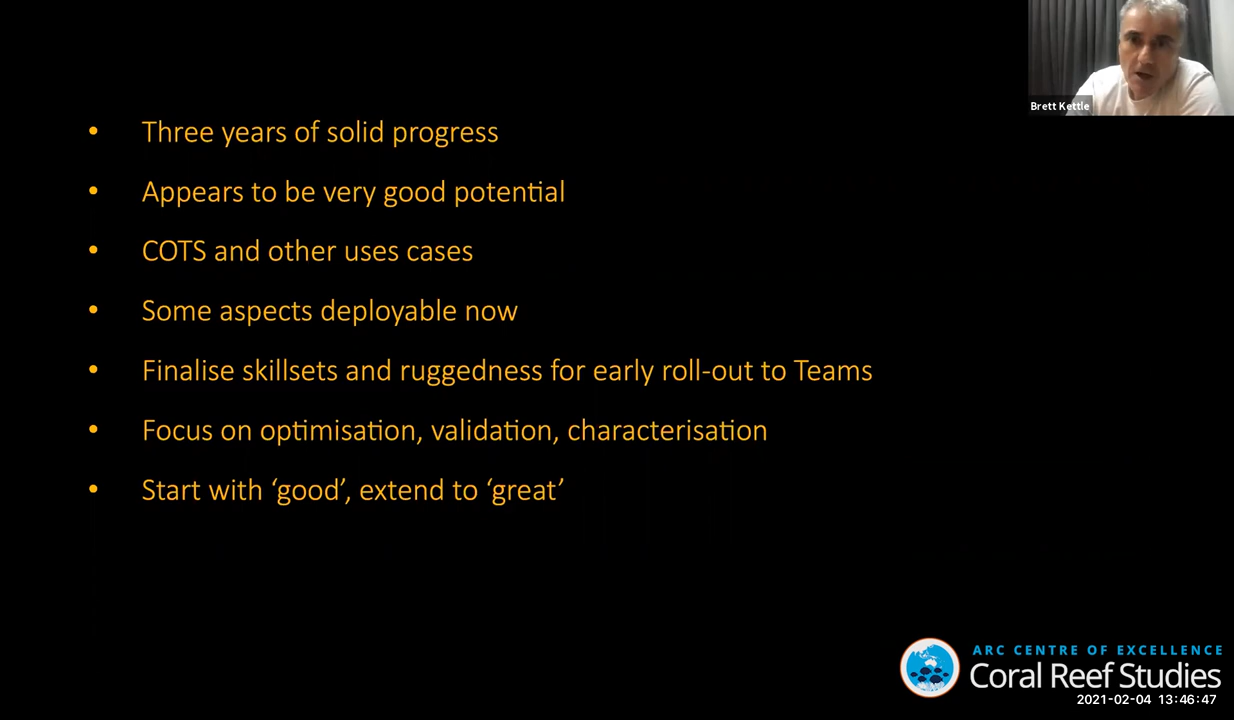 Brett Kettle
• Three years of solid progress
• Appears to be very good potential
• COTS and other uses cases
• Some aspects deployable now
• Finalise skillsets and ruggedness for early roll-out to Teams
• Focus on optimisation, validation, characterisation
• Start with ‘good’, extend to ‘great’
ARC CENTRE OF EXCELLENCE
Coral Reef Studies
2021-02-04 13:46:47